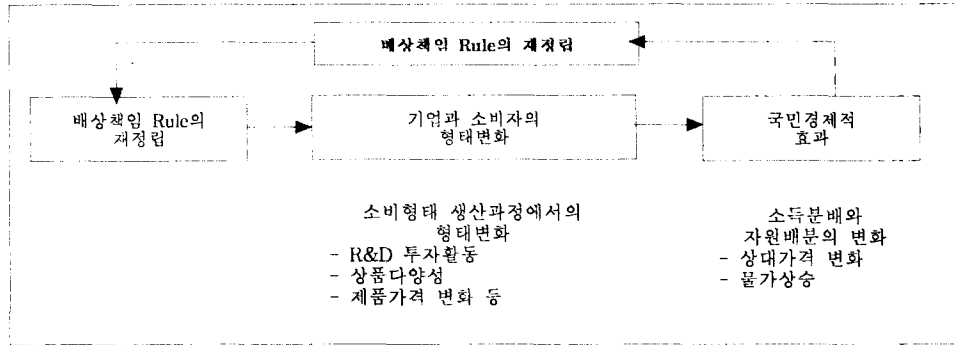 배상책임 Rule의 재정립
배상책임 Rule의
재정립
기업과 소비자의
형태변화
국민경제적
효과
소비형태 생산과정에서의
형태변화
- R&D 투자활동
- 상품다양성
- 제품가격 변화 등
소득분배와
자원배분의 변화
- 상대가격 변화
- 물가상승